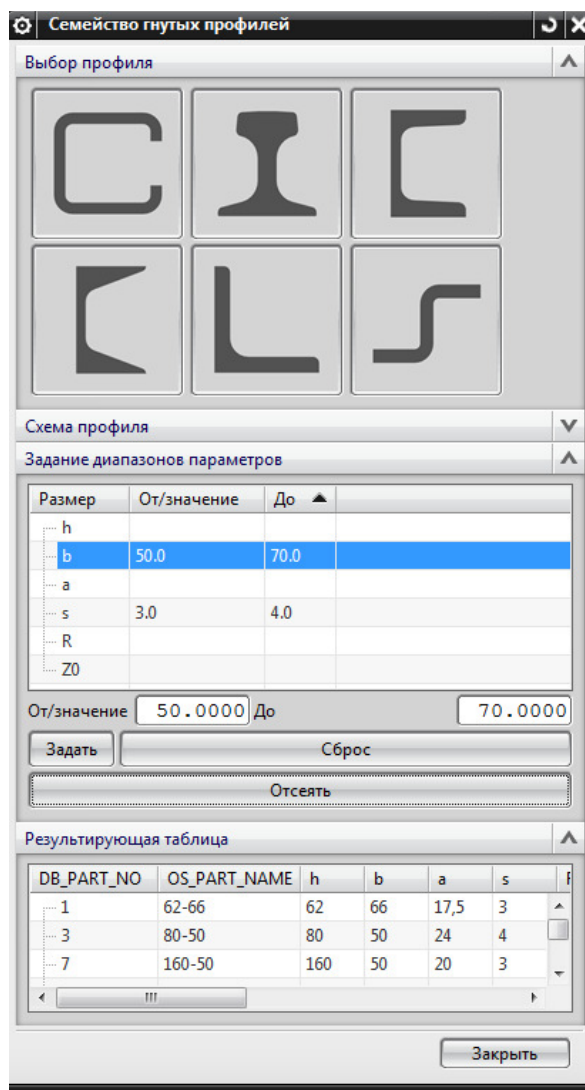 Семейство гнутых профилей
Выбор профиля
Схема профиля
Задание диапазонов параметров
Размер От/значение До
h
b 50.0 70.0
a
s 3.0 4.0
R
Z0
От/значение 50.0000 До 70.0000
Задать Сброс
Отсеять
Результирующая таблица
DB_PART_NO OS_PART_NAME h b a s
1 62-66 62 66 17,5 3
3 80-50 80 50 24 4
7 160-50 160 50 20 3
Закрыть